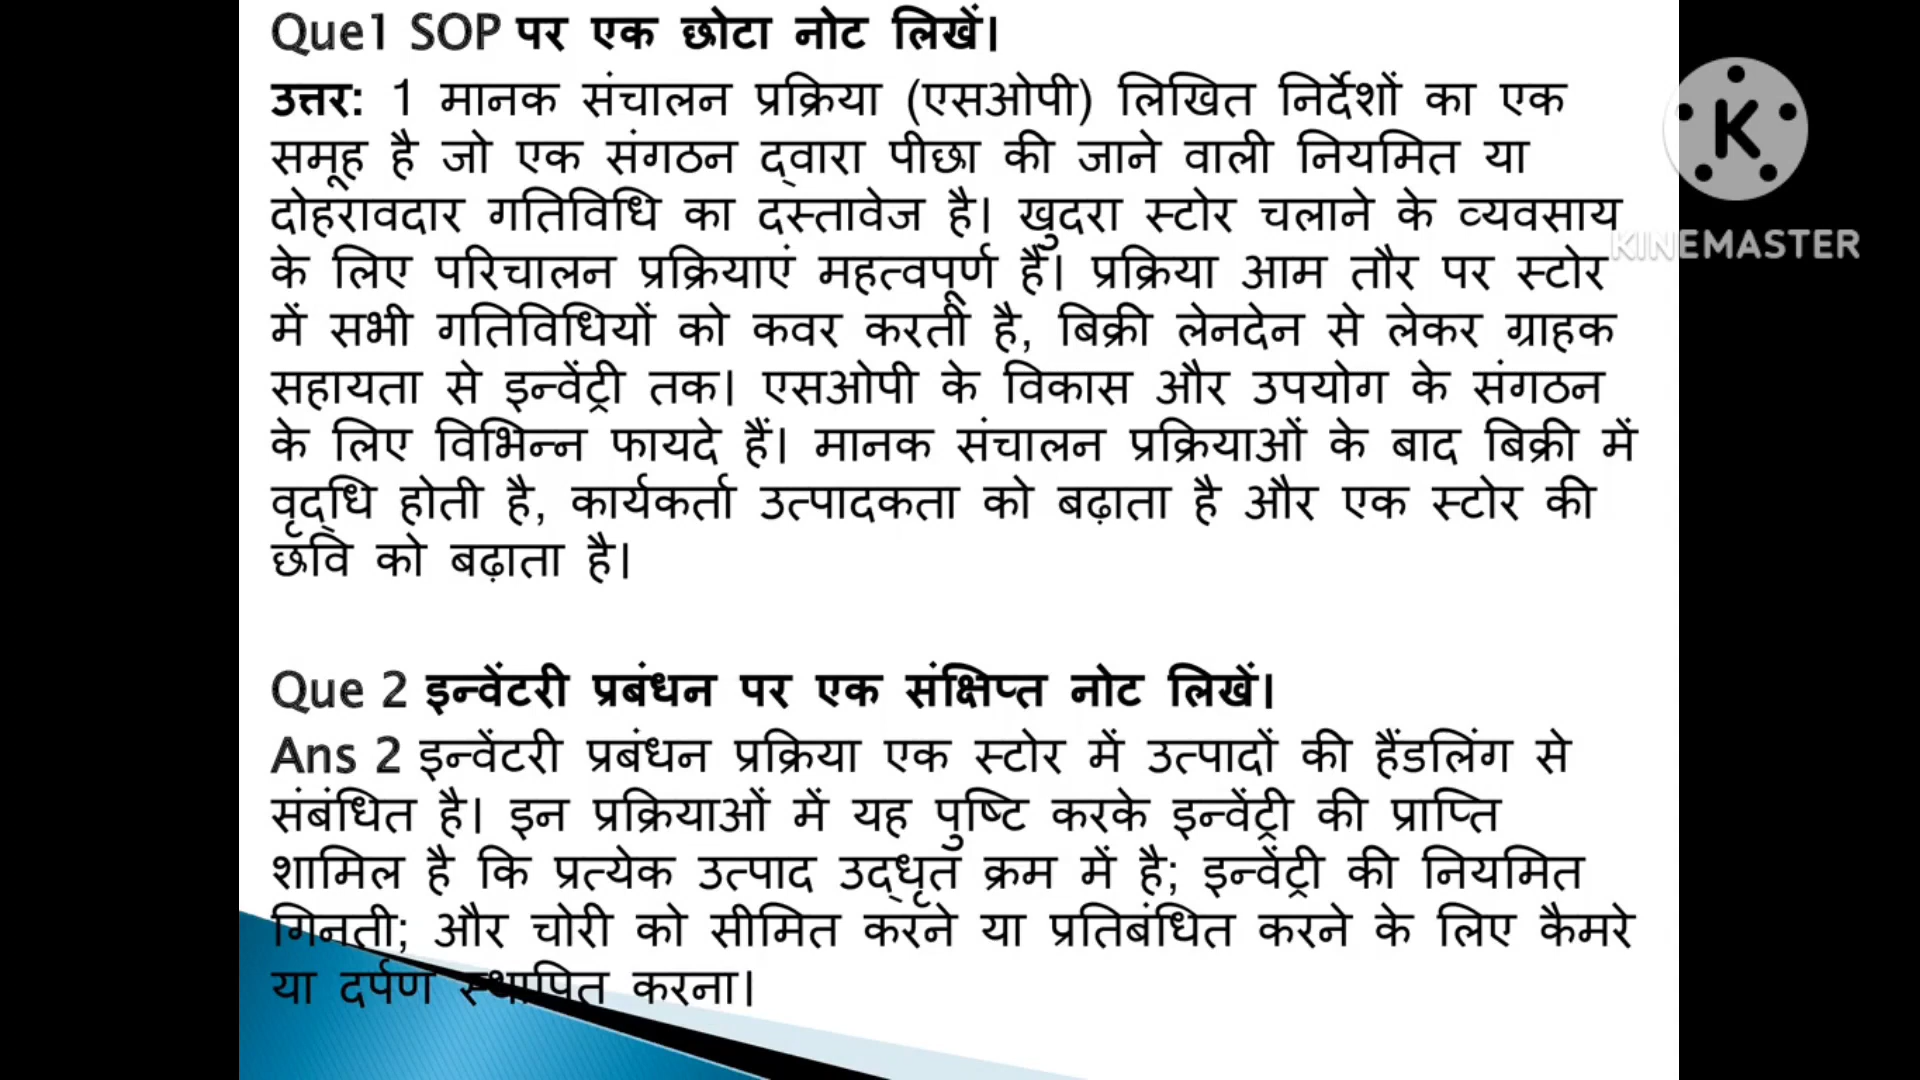 Que1 SOP पर एक छोटा नोट लिखें।
उत्तर: 1 मानक संचालन प्रक्रिया (एसओपी) लिखित निर्देशों का एक
समूह है जो एक संगठन द्वारा पीछा की जाने वाली नियमित या
दोहरावदार गतिविधि का दस्तावेज है। खुदरा स्टोर चलाने के व्यवसाय
के लिए परिचालन प्रक्रियाएं महत्वपूर्ण हैं। प्रक्रिया आम तौर पर स्टोर
में सभी गतिविधियों को कवर करती है, बिक्री लेनदेन से लेकर ग्राहक
सहायता से इन्वेंट्री तक। एसओपी के विकास और उपयोग के संगठन
के लिए विभिन्न फायदे हैं। मानक संचालन प्रक्रियाओं के बाद बिक्री में
वृद्धि होती है, कार्यकर्ता उत्पादकता को बढ़ाता है और एक स्टोर की
छवि को बढ़ाता है।
Que 2 इन्वेंटरी प्रबंधन पर एक संक्षिप्त नोट लिखें।
Ans 2 इन्वेंटरी प्रबंधन प्रक्रिया एक स्टोर में उत्पादों की हैंडलिंग से
संबंधित है। इन प्रक्रियाओं में यह पुष्टि करके इन्वेंट्री की प्राप्ति
शामिल है कि प्रत्येक उत्पाद उद्धृत क्रम में है; इन्वेंट्री की नियमित
गिनती; और चोरी को सीमित करने या प्रतिबंधित करने के लिए कैमरे
या दर्पण स्थापित करना।
K
KINEMASTER